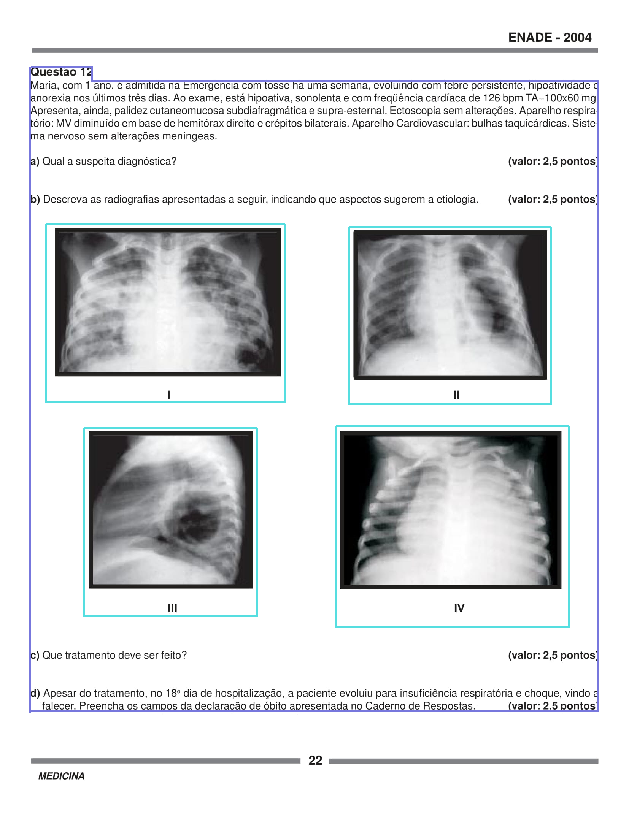 ENADE - 2004
Questão 12
Maria, com 1 ano, é admitida na Emergência com tosse há uma semana, evoluindo com febre persistente, hipoatividade e
anorexia nos últimos três dias. Ao exame, está hipoativa, sonolenta e com freqüência cardíaca de 126 bpm TA=100x60 mg.
Apresenta, ainda, palidez cutaneomucosa subdiafragmática e supra-esternal. Ectoscopia sem alterações. Aparelho respira-
tório: MV diminuído em base de hemitórax direito e crépitos bilaterais. Aparelho Cardiovascular: bulhas taquicárdicas. Siste
ma nervoso sem alterações meníngeas.
a) Qual a suspeita diagnóstica? (valor: 2,5 pontos)
b) Descreva as radiografias apresentadas a seguir, indicando que aspectos sugerem a etiologia. (valor: 2,5 pontos)
I II
III IV
c) Que tratamento deve ser feito? (valor: 2,5 pontos)
d) Apesar do tratamento, no 18º dia de hospitalização, a paciente evoluiu para insuficiência respiratória e choque, vindo a
falecer. Preencha os campos da declaração de óbito apresentada no Caderno de Respostas. (valor: 2,5 pontos)
22
MEDICINA